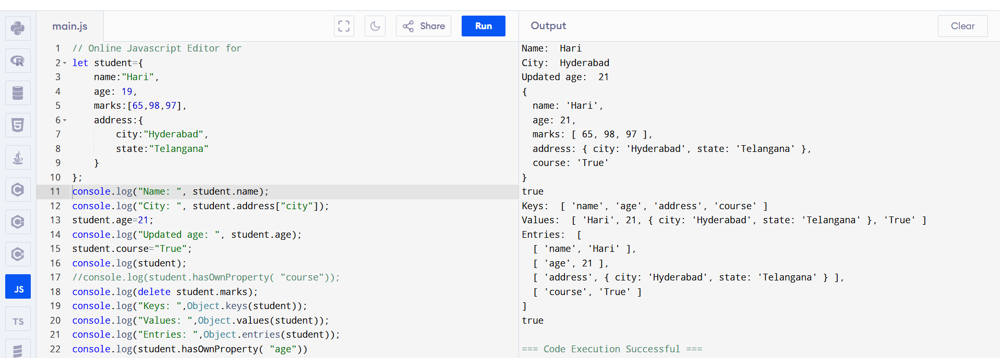 main.js
Share
Run
Output
Clear
1 // Online Javascript Editor for
2 let student={
3     name:"Hari",
4     age: 19,
5     marks:[65,98,97],
6     address:{
7         city:"Hyderabad",
8         state:"Telangana"
9     }
10 };
11 console.log("Name: ", student.name);
12 console.log("City: ", student.address["city"]);
13 student.age=21;
14 console.log("Updated age: ", student.age);
15 student.course="True";
16 console.log(student);
17 //console.log(student.hasOwnProperty( "course"));
18 console.log(delete student.marks);
19 console.log("Keys: ",Object.keys(student));
20 console.log("Values: ",Object.values(student));
21 console.log("Entries: ",Object.entries(student));
22 console.log(student.hasOwnProperty( "age"))
Name:  Hari
City:  Hyderabad
Updated age:  21
{
  name: 'Hari',
  age: 21,
  marks: [ 65, 98, 97 ],
  address: { city: 'Hyderabad', state: 'Telangana' },
  course: 'True'
}
true
Keys:  [ 'name', 'age', 'address', 'course' ]
Values:  [ 'Hari', 21, { city: 'Hyderabad', state: 'Telangana' }, 'True' ]
Entries:  [
  [ 'name', 'Hari' ],
  [ 'age', 21 ],
  [ 'address', { city: 'Hyderabad', state: 'Telangana' } ],
  [ 'course', 'True' ]
]
true
=== Code Execution Successful ===
JS
TS